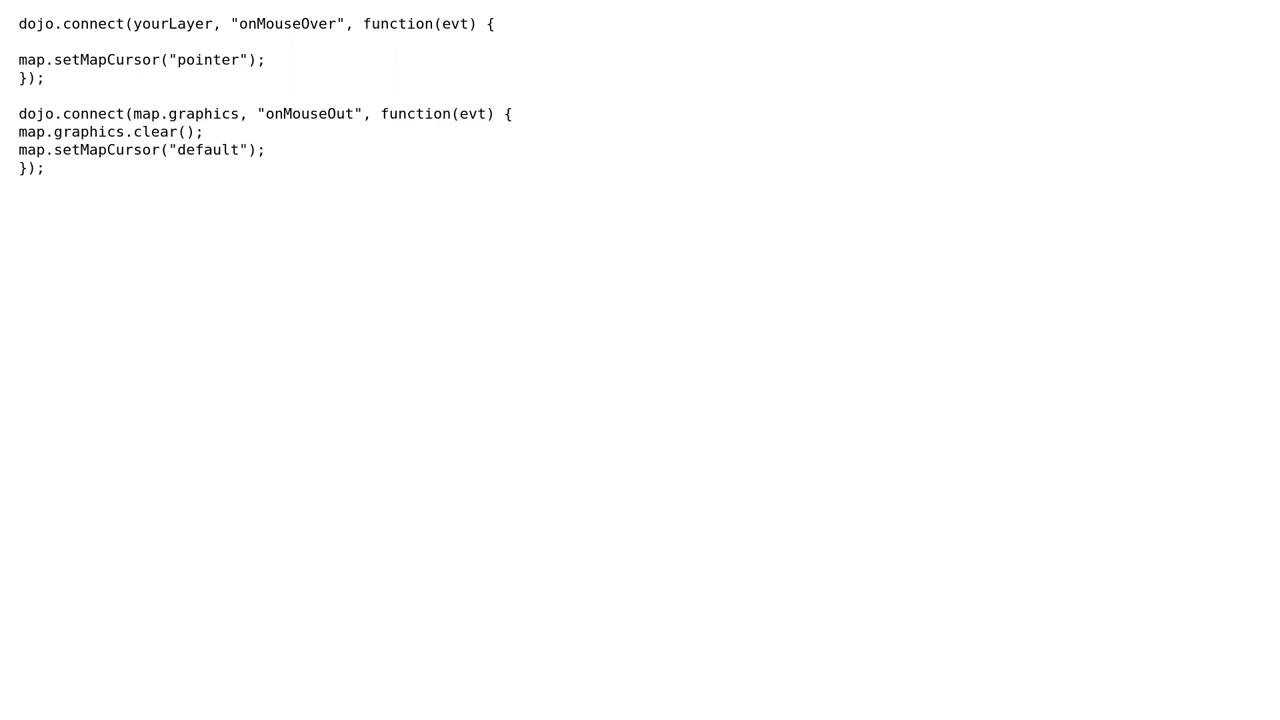 dojo.connect(yourLayer, "onMouseOver", function(evt) {
map.setMapCursor("pointer");
});
dojo.connect(map.graphics, "onMouseOut", function(evt) {
map.graphics.clear();
map.setMapCursor("default");
});